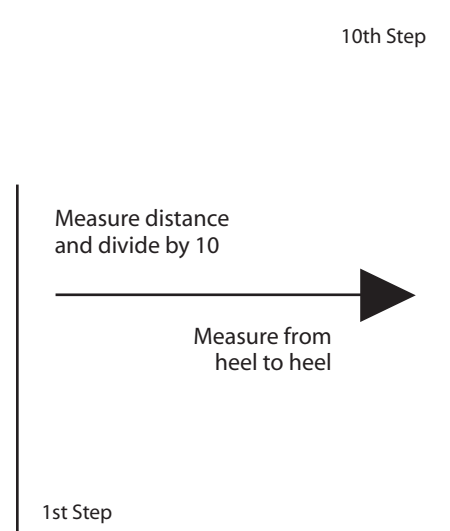 10th Step
Measure distance
and divide by 10
Measure from
heel to heel
1st Step